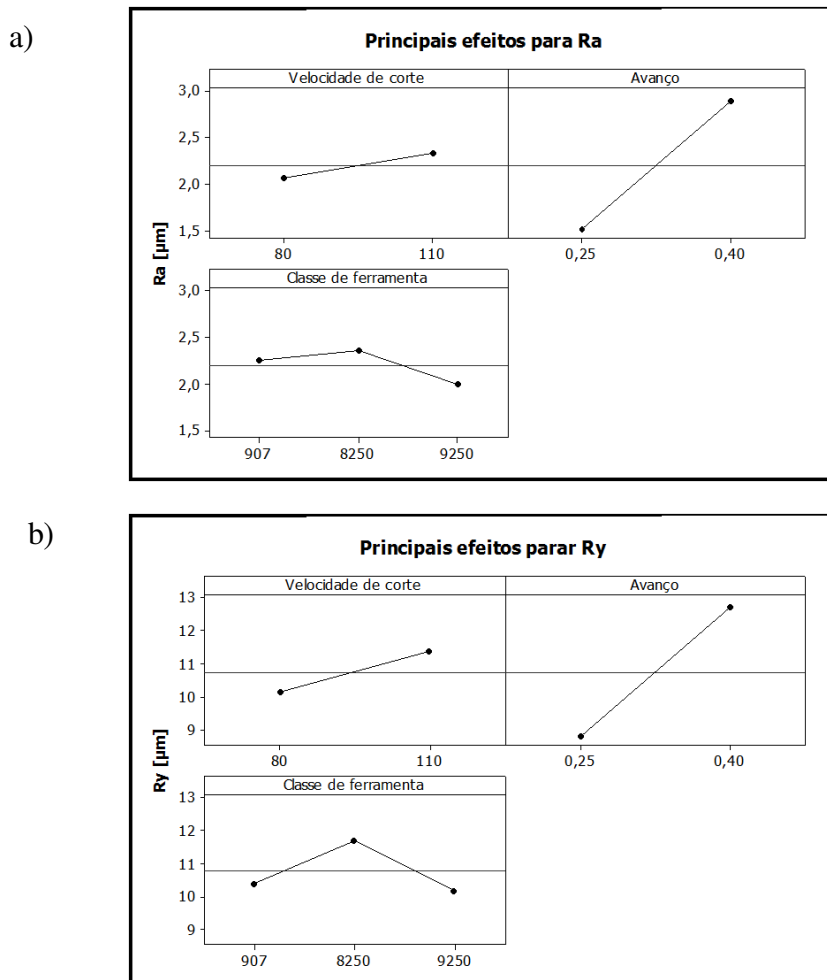 a)
Principais efeitos para Ra
Velocidade de corte Avanço
3,0
2,5
2,0
1,5
80 110 0,25 0,40
Ra [µm]
Classe de ferramenta
3,0
2,5
2,0
1,5
907 8250 9250
b)
Principais efeitos parar Ry
Velocidade de corte Avanço
13
12
11
10
9
80 110 0,25 0,40
Ry [µm]
Classe de ferramenta
13
12
11
10
9
907 8250 9250